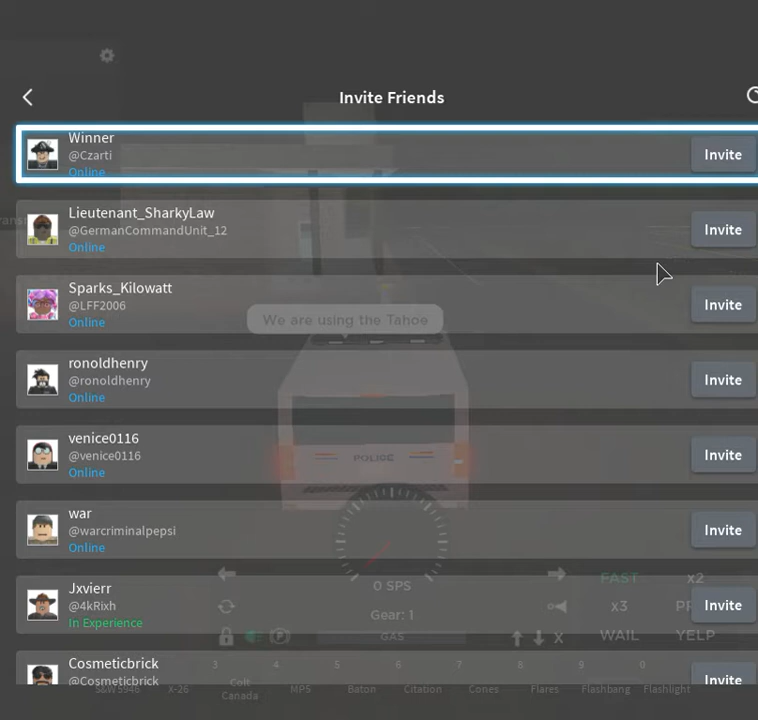 Invite Friends
Winner
@Czarti
Online
Invite
Lieutenant_SharkyLaw
@GermanCommandUnit_12
Online
Invite
Sparks_Kilowatt
@LFF2006
Online
Invite
We are using the Tahoe
ronoldhenry
@ronoldhenry
Online
Invite
venice0116
@venice0116
Online
Invite
POLICE
war
@warcriminalpepsi
Online
Invite
Jxvierr
@4kRixh
In Experience
Invite
0 SPS
Gear: 1
GAS
FAST x2
x3
WAIL YELP
X
Cosmeticbrick
@Cosmeticbrick
Invite
3 4 5 6 7 8 9 0
S&W5946 X-26 Colt Canada MP5 Baton Citation Cones Flares Flashbang Flashlight